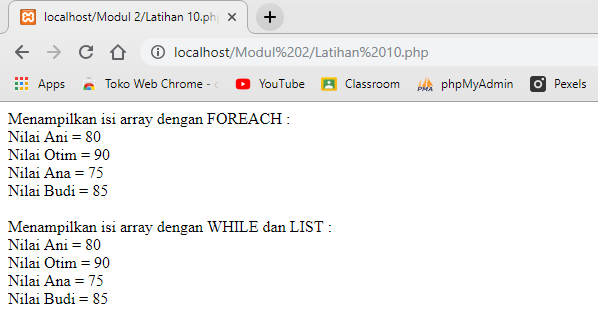 localhost/Modul 2/Latihan 10.ph
localhost/Modul%202/Latihan%2010.php
Apps Toko Web Chrome - YouTube Classroom phpMyAdmin Pexels
Menampilkan isi array dengan FOREACH :
Nilai Ani = 80
Nilai Otim = 90
Nilai Ana = 75
Nilai Budi = 85
Menampilkan isi array dengan WHILE dan LIST :
Nilai Ani = 80
Nilai Otim = 90
Nilai Ana = 75
Nilai Budi = 85